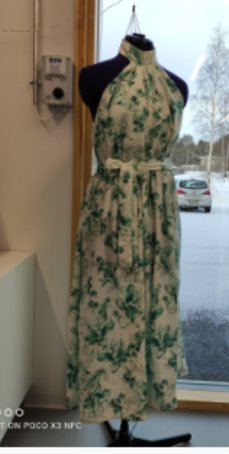 T ON POCO X3 NFC